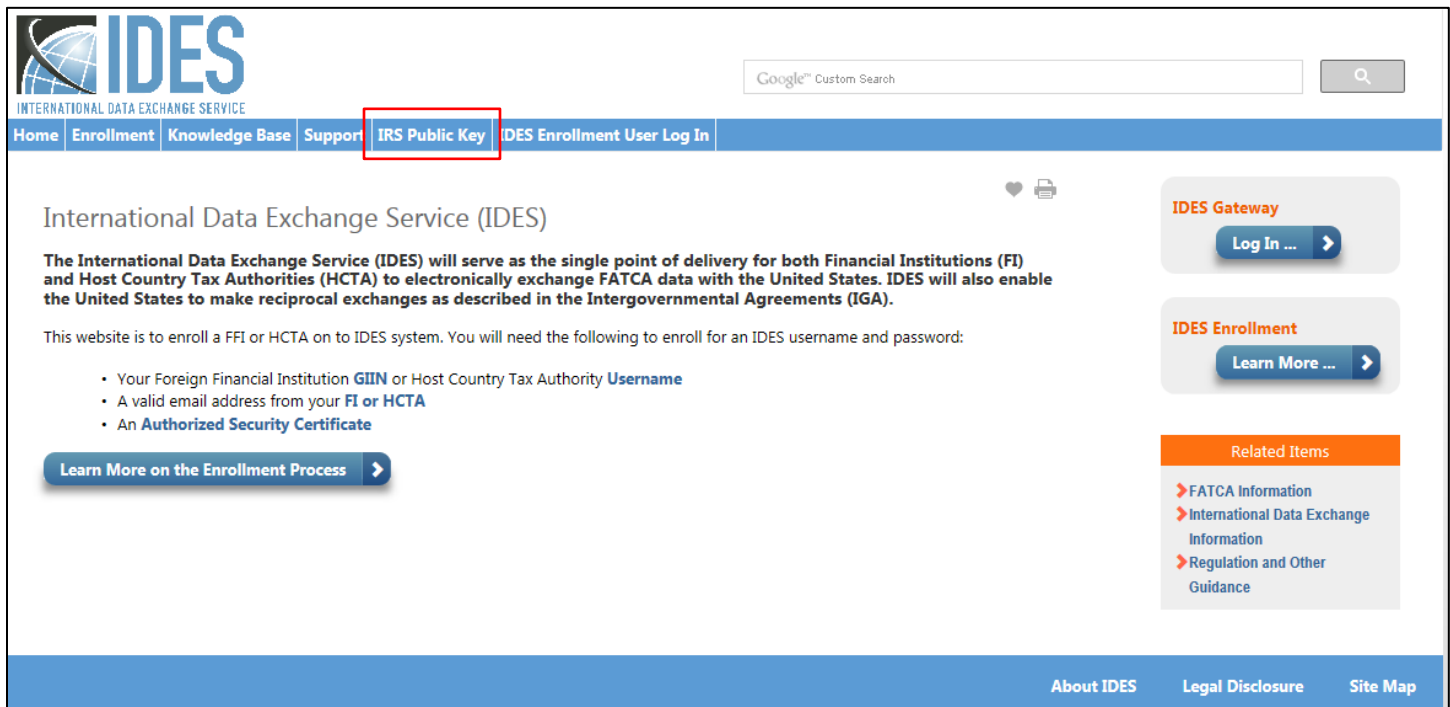 IDES
INTERNATIONAL DATA EXCHANGE SERVICE
Google™ Custom Search
Home Enrollment Knowledge Base Support IRS Public Key IDES Enrollment User Log In
International Data Exchange Service (IDES)
The International Data Exchange Service (IDES) will serve as the single point of delivery for both Financial Institutions (FI)
and Host Country Tax Authorities (HCTA) to electronically exchange FATCA data with the United States. IDES will also enable
the United States to make reciprocal exchanges as described in the Intergovernmental Agreements (IGA).
This website is to enroll a FFI or HCTA on to IDES system. You will need the following to enroll for an IDES username and password:
• Your Foreign Financial Institution GIIN or Host Country Tax Authority Username
• A valid email address from your FI or HCTA
• An Authorized Security Certificate
Learn More on the Enrollment Process
IDES Gateway
Log In ...
IDES Enrollment
Learn More ...
Related Items
FATCA Information
International Data Exchange
Information
Regulation and Other
Guidance
About IDES Legal Disclosure Site Map